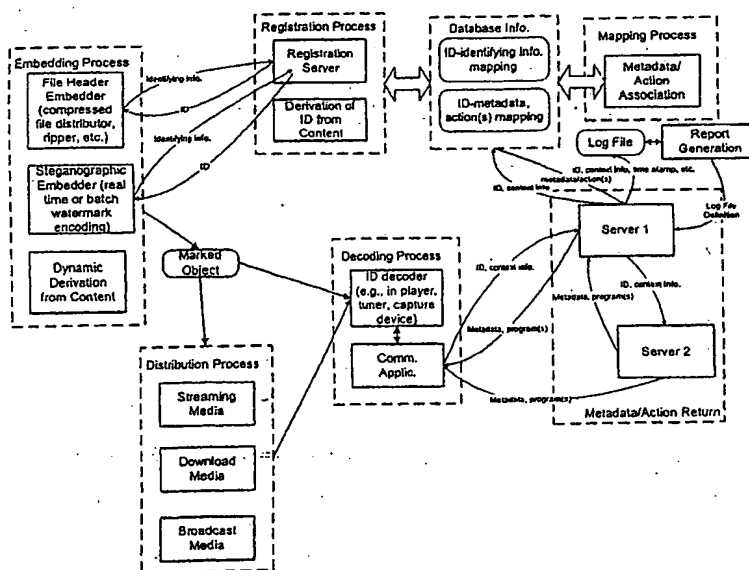 Embedding Process
File Header
Embedder
(compressed
file distributor,
ripper, etc.)
Steganographic
Embedder (real
time or batch
watermark
encoding)
Dynamic
Derivation
from Content
Identifying info.
ID
Identifying info.
ID
Registration Process
Registration
Server
Derivation of
ID from
Content
Database Info.
ID-identifying Info.
mapping
ID-metadata,
action(s) mapping
Mapping Process
Metadata/
Action
Association
Log File
Report
Generation
ID, context info, time stamp, etc.
metadata/action(s)
ID, context info
Log File
Definition
Server 1
ID, context info.
Metadata, program(s)
Server 2
Metadata/Action Return
Marked
Object
Decoding Process
ID decoder
(e.g., in player,
tuner, capture
device)
Comm.
Applic.
ID, context info.
Metadata, program(s)
Metadata, program(s)
Distribution Process
Streaming
Media
Download
Media
Broadcast
Media